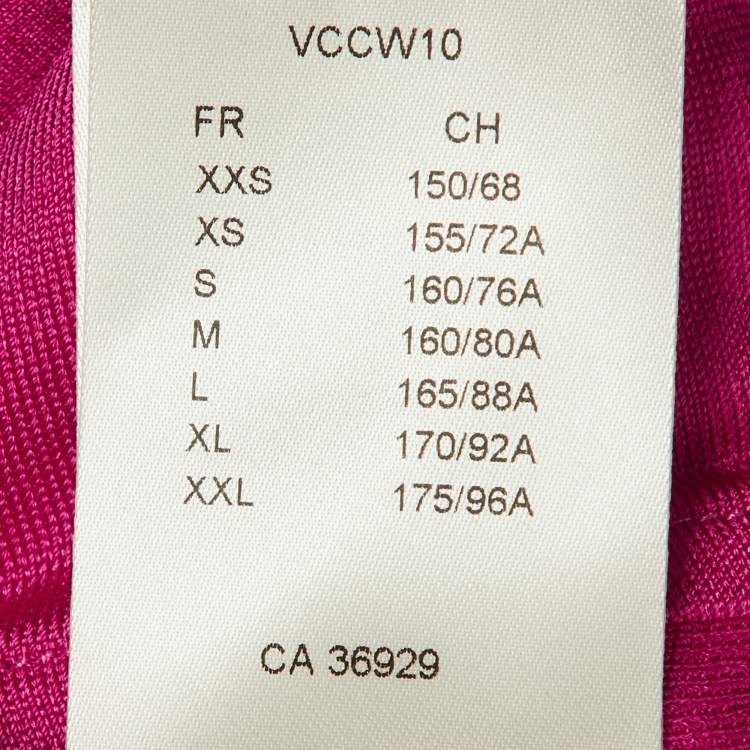 VCCW10
FR CH
XXS 150/68
XS 155/72A
S 160/76A
M 160/80A
L 165/88A
XL 170/92A
XXL 175/96A
CA 36929